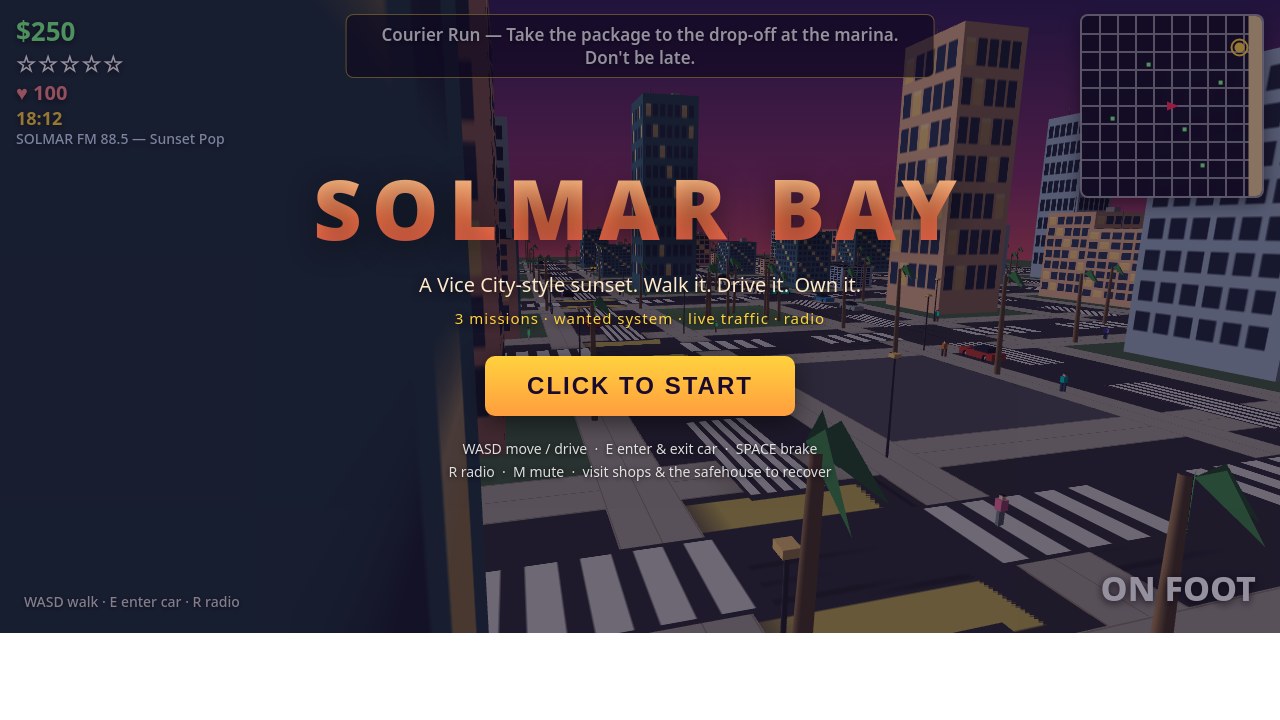 $250
☆☆☆☆☆
♥ 100
18:12
SOLMAR FM 88.5 — Sunset Pop
Courier Run — Take the package to the drop-off at the marina.
Don't be late.
SOLMAR BAY
A Vice City-style sunset. Walk it. Drive it. Own it.
3 missions · wanted system · live traffic · radio
CLICK TO START
WASD move / drive · E enter & exit car · SPACE brake
R radio · M mute · visit shops & the safehouse to recover
WASD walk · E enter car · R radio
ON FOOT